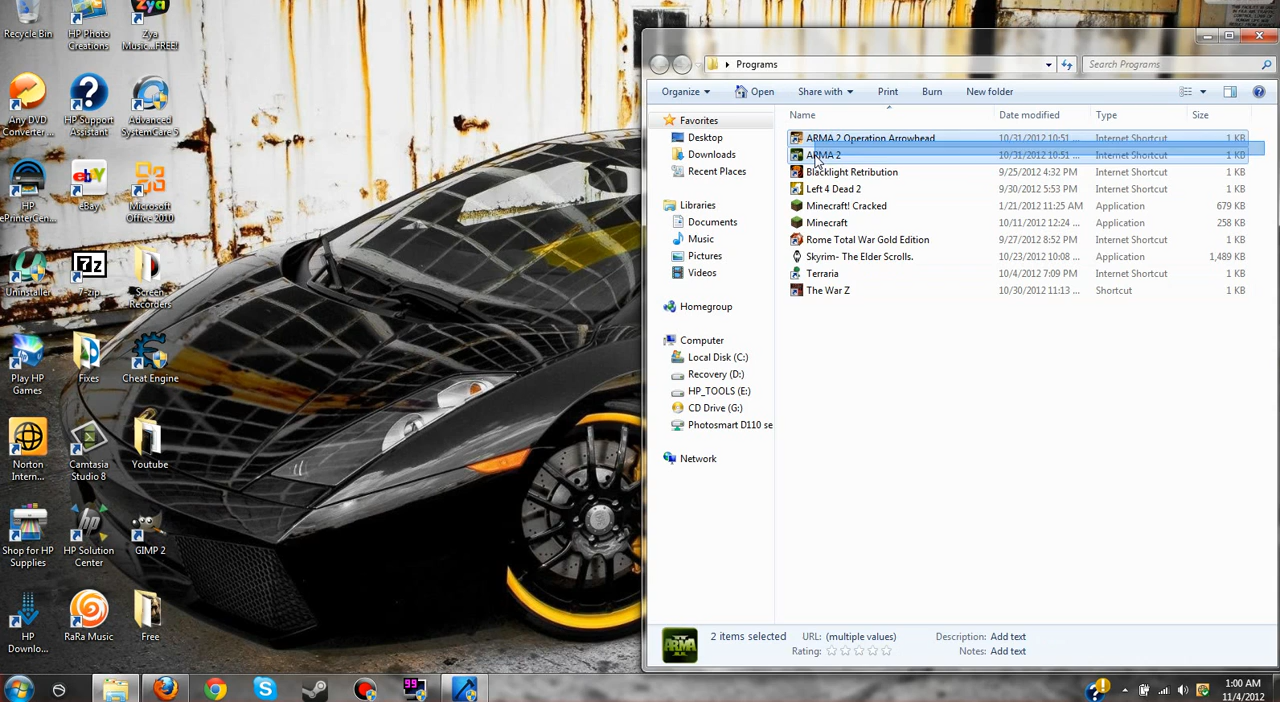 Recycle Bin
HP Photo Creations
Zya Music...FREE!
Any DVD Converter ...
HP Support Assistant
Advanced SystemCare 5
HP ePrinterCen...
eBay
Microsoft Office 2010
Uninstaller
7-zip
Screen Recorders
Play HP Games
Fixes
Cheat Engine
Norton Intern...
Camtasia Studio 8
Youtube
Shop for HP Supplies
HP Solution Center
GIMP 2
HP Downlo...
RaRa Music
Free
Programs
Search Programs
Organize Open Share with Print Burn New folder
Name Date modified Type Size
Favorites
Desktop
Downloads
Recent Places
Libraries
Documents
Music
Pictures
Videos
Homegroup
Computer
Local Disk (C:)
Recovery (D:)
HP_TOOLS (E:)
CD Drive (G:)
Photosmart D110 se
Network
ARMA 2 Operation Arrowhead 10/31/2012 10:51 ... Internet Shortcut 1 KB
ARMA 2 10/31/2012 10:51 ... Internet Shortcut 1 KB
Blacklight Retribution 9/25/2012 4:32 PM Internet Shortcut 1 KB
Left 4 Dead 2 9/30/2012 5:53 PM Internet Shortcut 1 KB
Minecraft! Cracked 1/21/2012 11:25 AM Application 679 KB
Minecraft 10/11/2012 12:24 ... Application 258 KB
Rome Total War Gold Edition 9/27/2012 8:52 PM Internet Shortcut 1 KB
Skyrim- The Elder Scrolls. 10/23/2012 10:08 ... Application 1,489 KB
Terraria 10/4/2012 7:09 PM Internet Shortcut 1 KB
The War Z 10/30/2012 11:13 ... Shortcut 1 KB
ARMA
2 items selected URL: (multiple values) Description: Add text
Rating: Notes: Add text
99
1:00 AM
11/4/2012